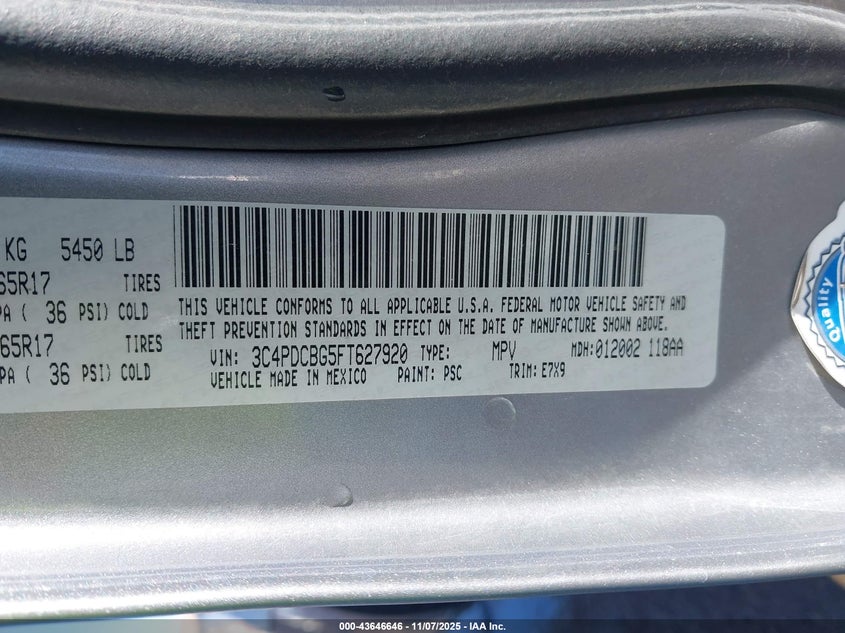 KG 5450 LB
65R17 TIRES
PA ( 36 PSI) COLD
65R17 TIRES
PA ( 36 PSI) COLD
THIS VEHICLE CONFORMS TO ALL APPLICABLE U.S.A. FEDERAL MOTOR VEHICLE SAFETY AND
THEFT PREVENTION STANDARDS IN EFFECT ON THE DATE OF MANUFACTURE SHOWN ABOVE.
VIN: 3C4PDCBG5FT627920 TYPE: MPV MDH:012002 118AA
VEHICLE MADE IN MEXICO PAINT: PSC TRIM: E7X9
Quality
000-43646646 - 11/07/2025 - IAA Inc.